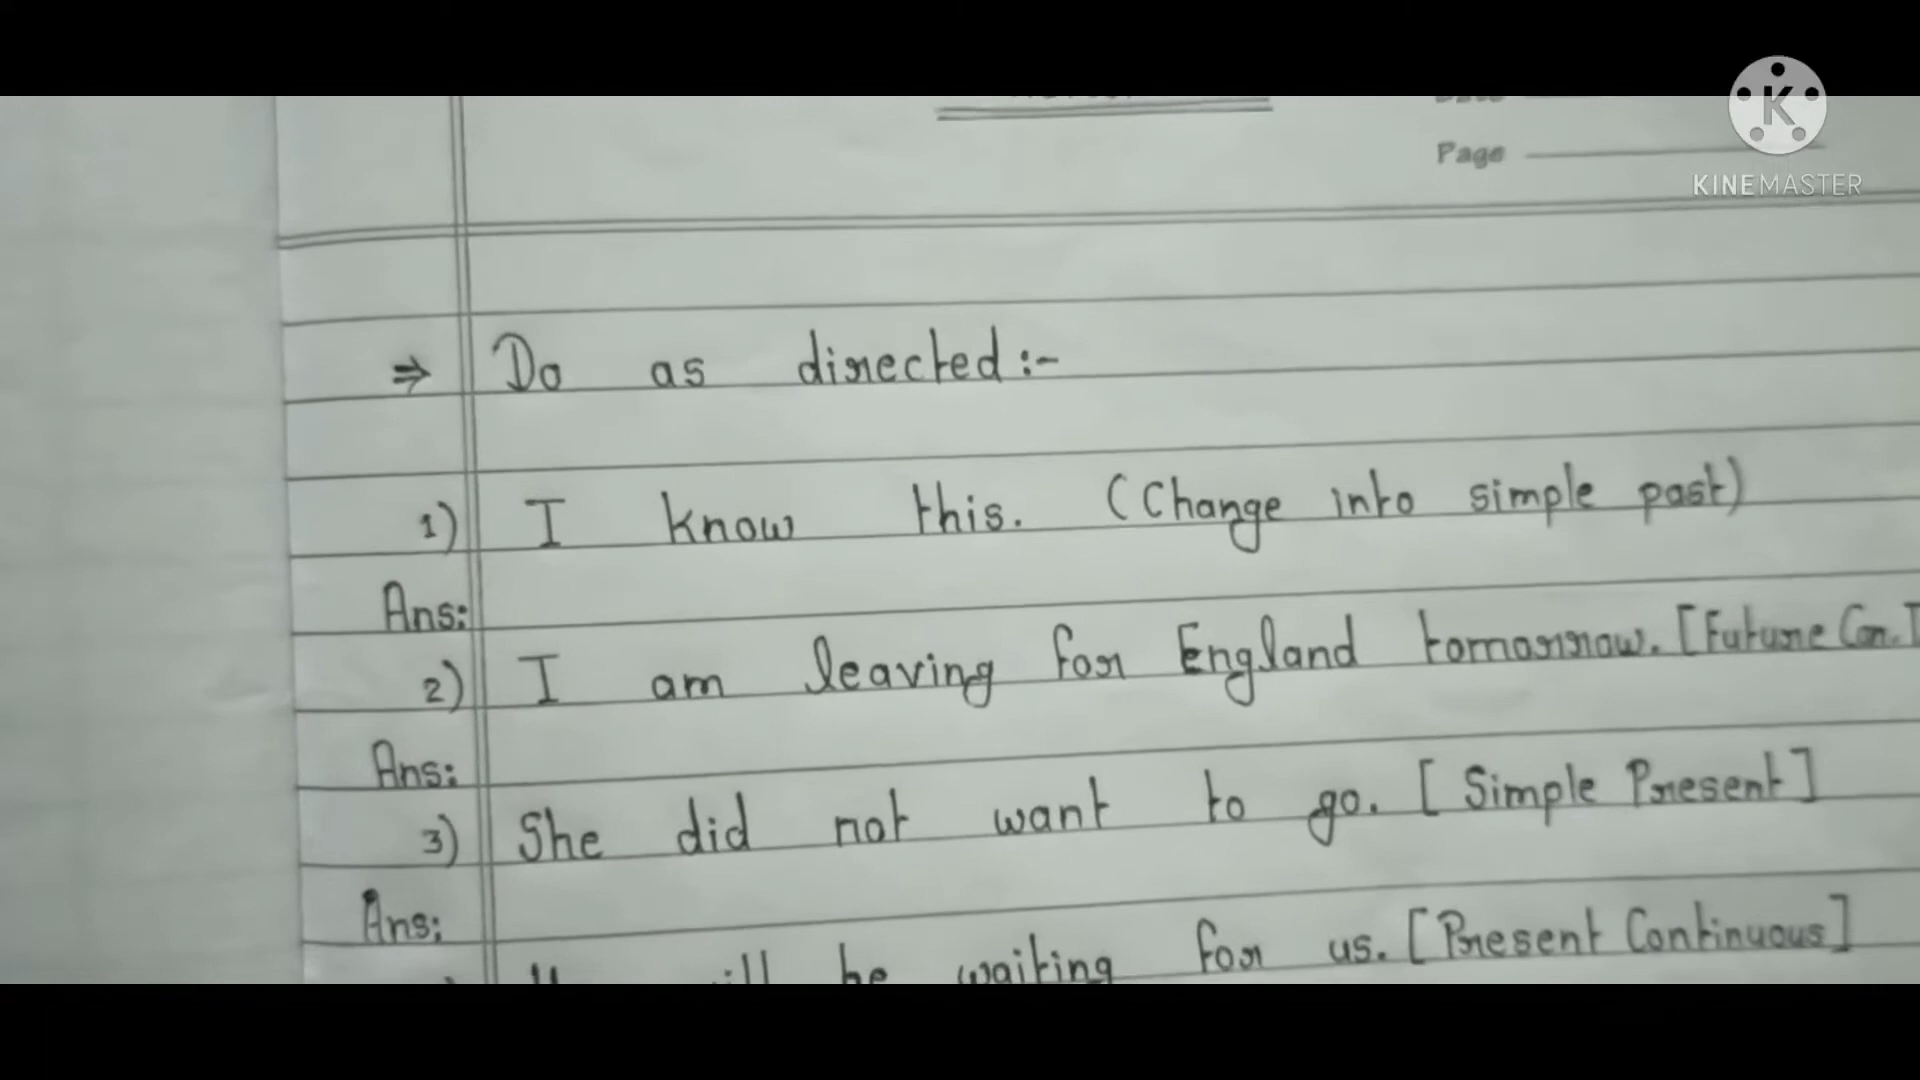 Page
KINEMASTER
⇒ Do as directed :-
1) I know this. (Change into simple past)
Ans:
2) I am leaving for England tomorrow. [Future Con.
Ans:
3) She did not want to go. [Simple Present]
Ans:
be waiting for us. [Present Continuous]